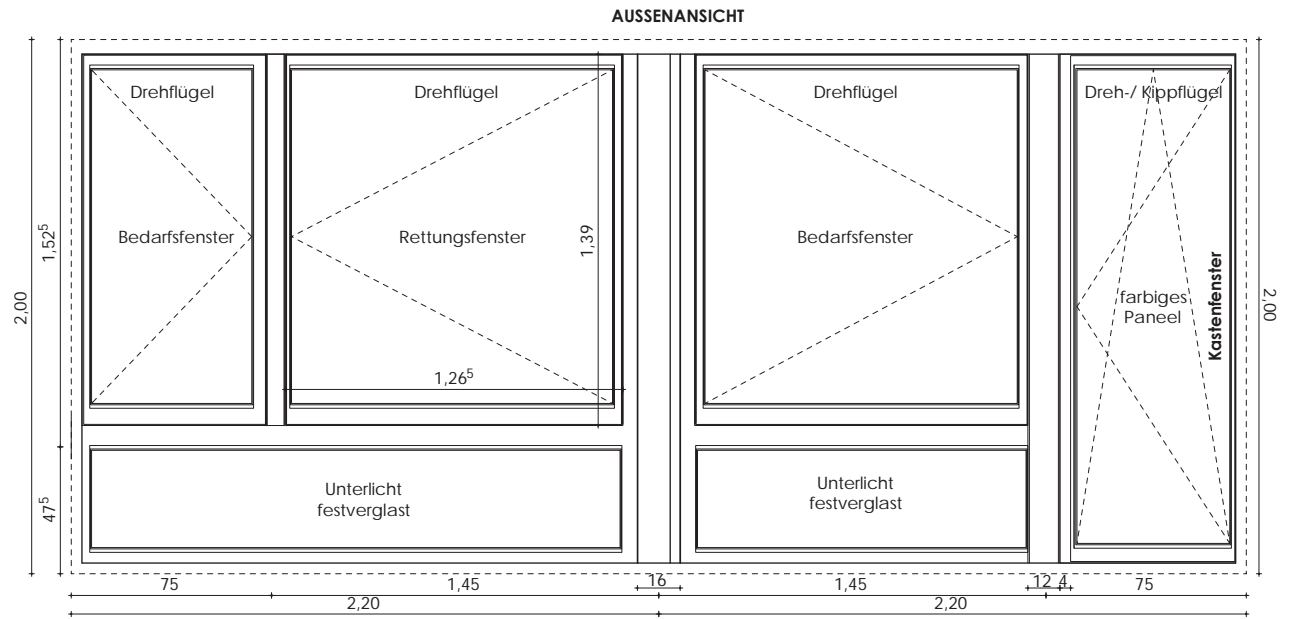 AUSSENANSICHT
Drehflügel
Drehflügel
Drehflügel
Dreh-/ Kippflügel
Bedarfsfenster
Rettungsfenster
1,39
Bedarfsfenster
Kastenfenster
farbiges
Paneel
1,52⁵
2,00
2,00
1,26⁵
Unterlicht
festverglast
Unterlicht
festverglast
47⁵
75
1,45
16
1,45
12
4
75
2,20
2,20